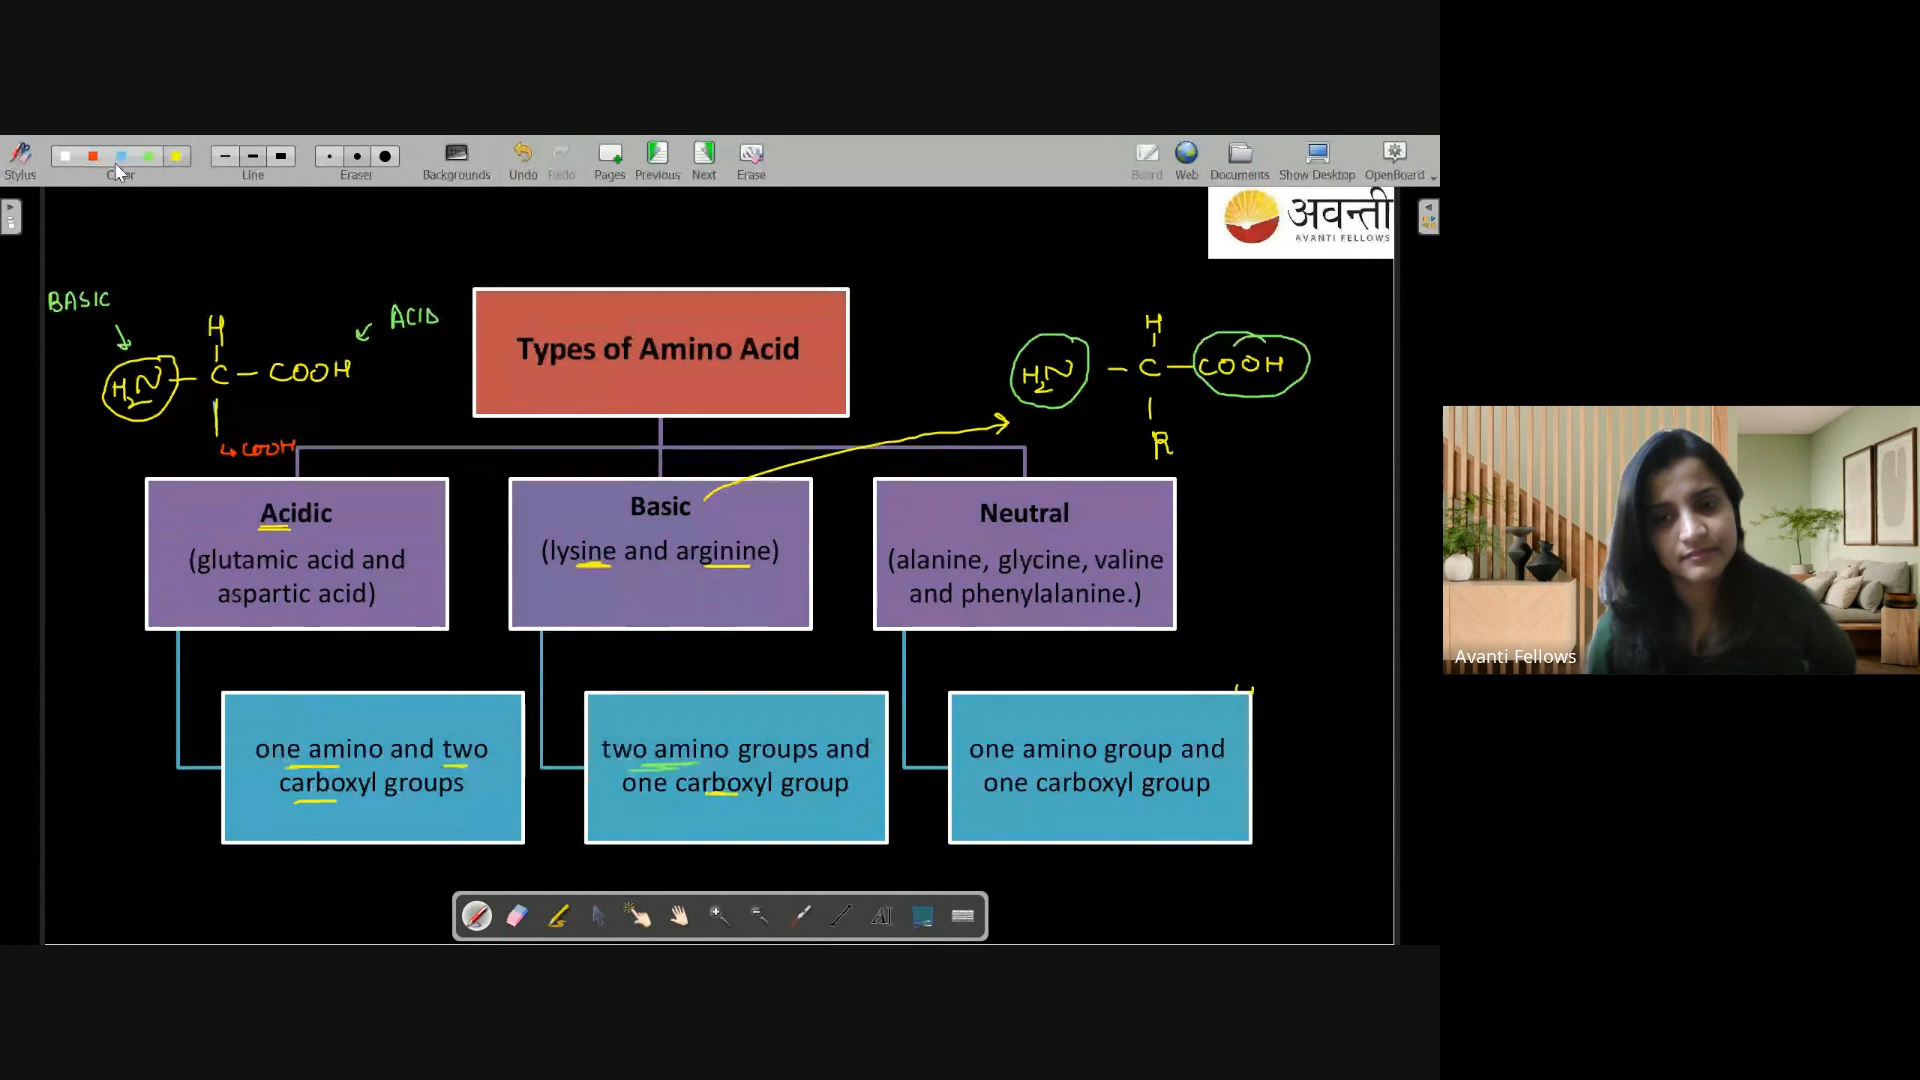 Stylus
Color
Line
Eraser
Backgrounds
Undo
Redo
Pages
Previous
Next
Erase
Board
Web
Documents
Show Desktop
OpenBoard
अवन्ती
AVANTI FELLOWS
BASIC
ACID
H
H₂N - C - COOH
COOH
Types of Amino Acid
H
H₂N - C - COOH
R
Acidic
(glutamic acid and
aspartic acid)
Basic
(lysine and arginine)
Neutral
(alanine, glycine, valine
and phenylalanine.)
one amino and two
carboxyl groups
two amino groups and
one carboxyl group
one amino group and
one carboxyl group
Avanti Fellows